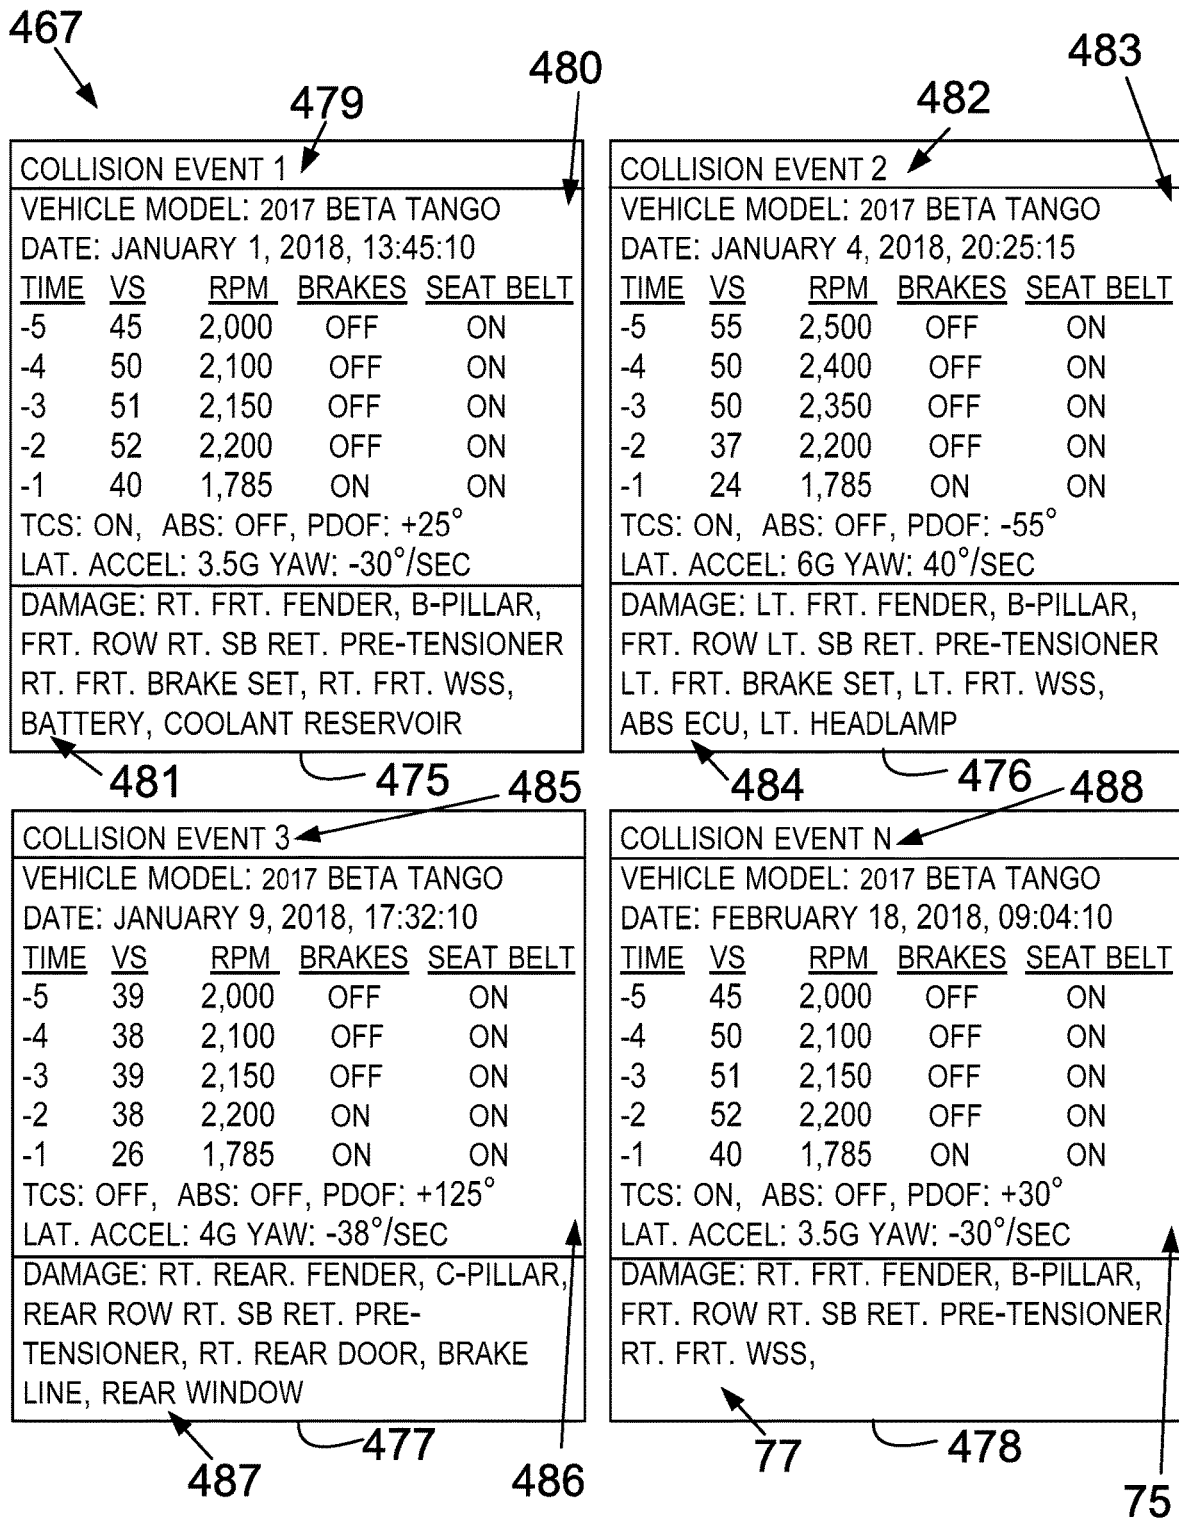 467
479
480
482
483
COLLISION EVENT 1
VEHICLE MODEL: 2017 BETA TANGO
DATE: JANUARY 1, 2018, 13:45:10
TIME VS RPM BRAKES SEAT BELT
-5 45 2,000 OFF ON
-4 50 2,100 OFF ON
-3 51 2,150 OFF ON
-2 52 2,200 OFF ON
-1 40 1,785 ON ON
TCS: ON, ABS: OFF, PDOF: +25°
LAT. ACCEL: 3.5G YAW: -30°/SEC
DAMAGE: RT. FRT. FENDER, B-PILLAR,
FRT. ROW RT. SB RET. PRE-TENSIONER
RT. FRT. BRAKE SET, RT. FRT. WSS,
BATTERY, COOLANT RESERVOIR
481
475
COLLISION EVENT 2
VEHICLE MODEL: 2017 BETA TANGO
DATE: JANUARY 4, 2018, 20:25:15
TIME VS RPM BRAKES SEAT BELT
-5 55 2,500 OFF ON
-4 50 2,400 OFF ON
-3 50 2,350 OFF ON
-2 37 2,200 OFF ON
-1 24 1,785 ON ON
TCS: ON, ABS: OFF, PDOF: -55°
LAT. ACCEL: 6G YAW: 40°/SEC
DAMAGE: LT. FRT. FENDER, B-PILLAR,
FRT. ROW LT. SB RET. PRE-TENSIONER
LT. FRT. BRAKE SET, LT. FRT. WSS,
ABS ECU, LT. HEADLAMP
484
476
485
488
COLLISION EVENT 3
VEHICLE MODEL: 2017 BETA TANGO
DATE: JANUARY 9, 2018, 17:32:10
TIME VS RPM BRAKES SEAT BELT
-5 39 2,000 OFF ON
-4 38 2,100 OFF ON
-3 39 2,150 OFF ON
-2 38 2,200 ON ON
-1 26 1,785 ON ON
TCS: OFF, ABS: OFF, PDOF: +125°
LAT. ACCEL: 4G YAW: -38°/SEC
DAMAGE: RT. REAR. FENDER, C-PILLAR,
REAR ROW RT. SB RET. PRE-
TENSIONER, RT. REAR DOOR, BRAKE
LINE, REAR WINDOW
487
477
486
COLLISION EVENT N
VEHICLE MODEL: 2017 BETA TANGO
DATE: FEBRUARY 18, 2018, 09:04:10
TIME VS RPM BRAKES SEAT BELT
-5 45 2,000 OFF ON
-4 50 2,100 OFF ON
-3 51 2,150 OFF ON
-2 52 2,200 OFF ON
-1 40 1,785 ON ON
TCS: ON, ABS: OFF, PDOF: +30°
LAT. ACCEL: 3.5G YAW: -30°/SEC
DAMAGE: RT. FRT. FENDER, B-PILLAR,
FRT. ROW RT. SB RET. PRE-TENSIONER
RT. FRT. WSS,
77
478
75